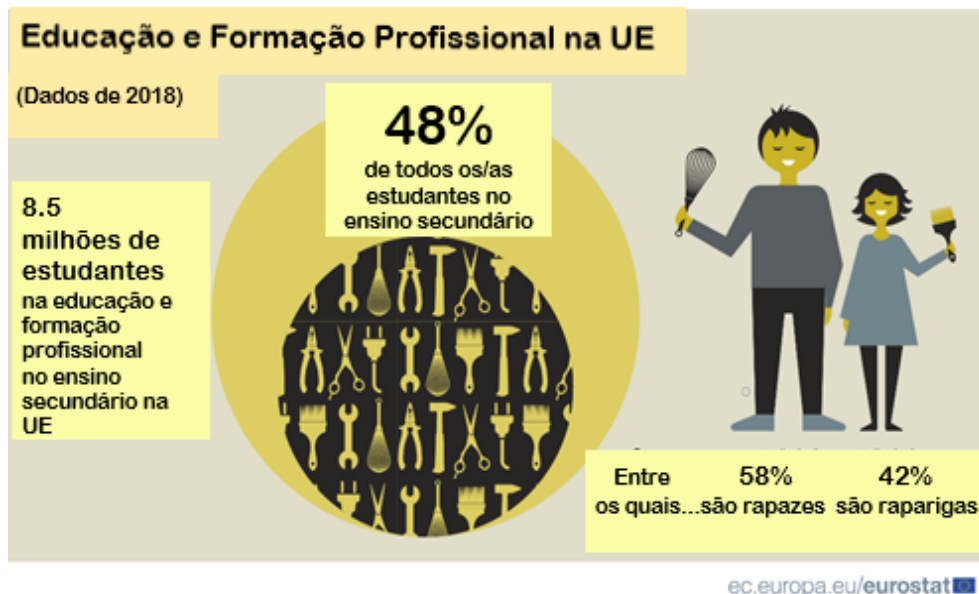 Educação e Formação Profissional na UE
(Dados de 2018)
48%
de todos os/as
estudantes no
ensino secundário
8.5
milhões de
estudantes
na educação e
formação
profissional
no ensino
secundário na
UE
Entre 58% 42%
os quais...são rapazes são raparigas
ec.europa.eu/eurostat